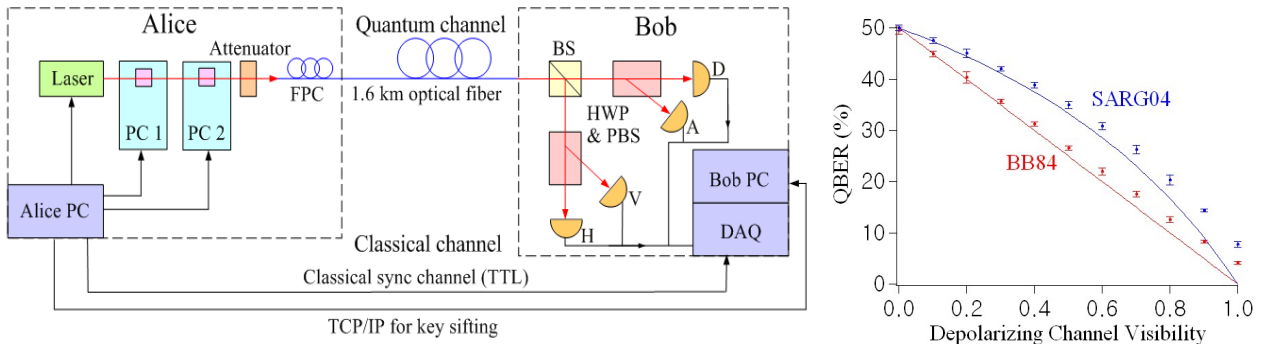 Alice
Quantum channel
Bob
Attenuator
BS
Laser
D
FPC
1.6 km optical fiber
HWP
& PBS
A
PC 1
PC 2
Bob PC
Alice PC
V
H
DAQ
Classical channel
Classical sync channel (TTL)
TCP/IP for key sifting
50
40
30
20
10
0
QBER (%)
SARG04
BB84
0.0
0.2
0.4
0.6
0.8
1.0
Depolarizing Channel Visibility